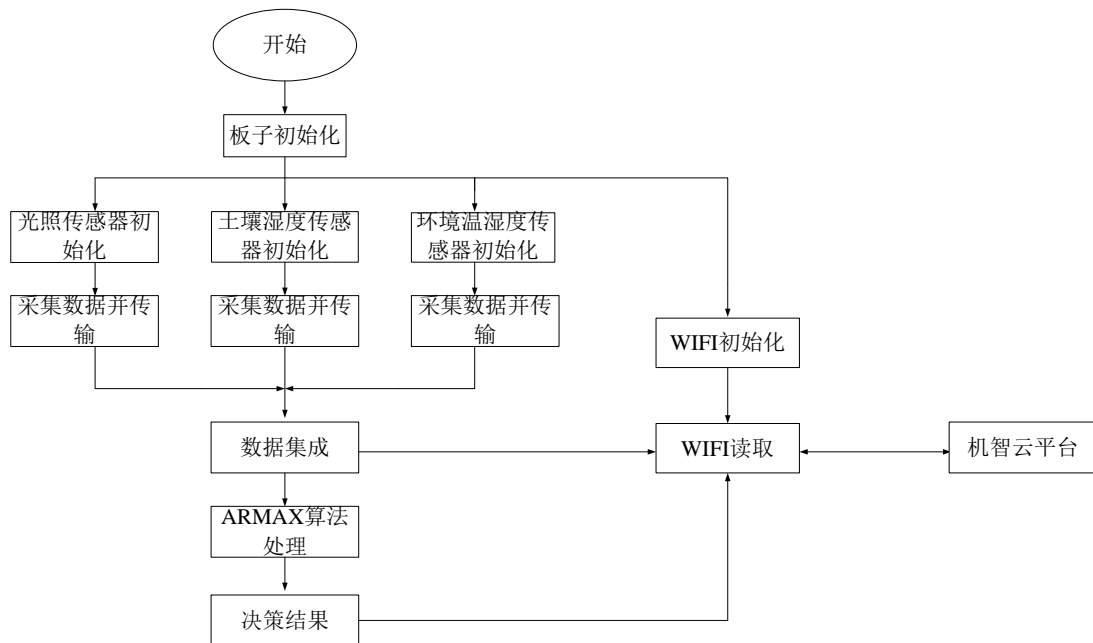 开始
板子初始化
光照传感器初
始化
土壤湿度传感
器初始化
环境温湿度传
感器初始化
采集数据并传
输
采集数据并传
输
采集数据并传
输
WIFI初始化
数据集成
WIFI读取
机智云平台
ARMAX算法
处理
决策结果